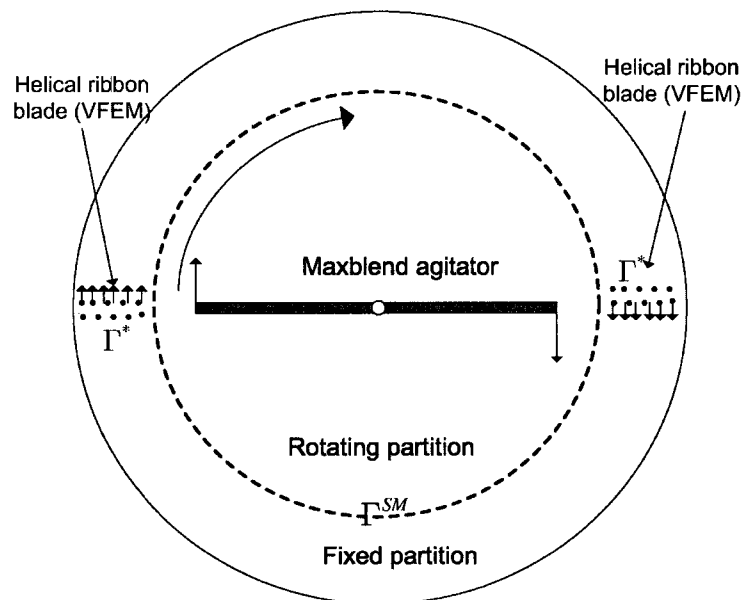 Helical ribbon
blade (VFEM)
Helical ribbon
blade (VFEM)
Γ*
Maxblend agitator
Γ*
Rotating partition
Γ^SM
Fixed partition